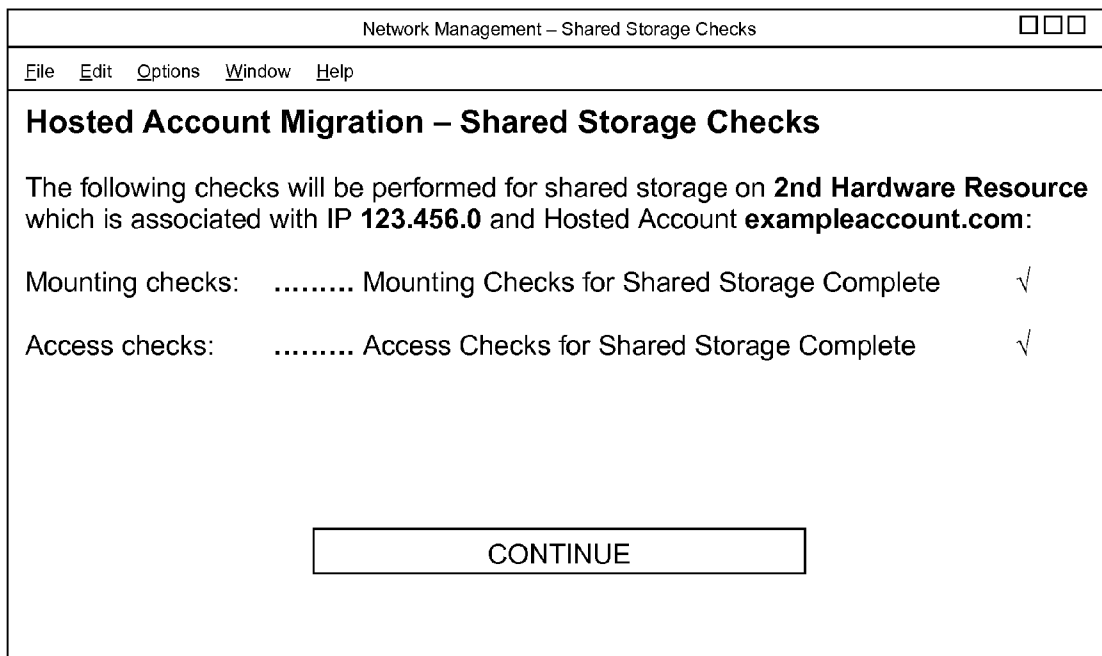 Network Management – Shared Storage Checks
File Edit Options Window Help
Hosted Account Migration – Shared Storage Checks
The following checks will be performed for shared storage on 2nd Hardware Resource
which is associated with IP 123.456.0 and Hosted Account exampleaccount.com:
Mounting checks: ......... Mounting Checks for Shared Storage Complete √
Access checks: ......... Access Checks for Shared Storage Complete √
CONTINUE